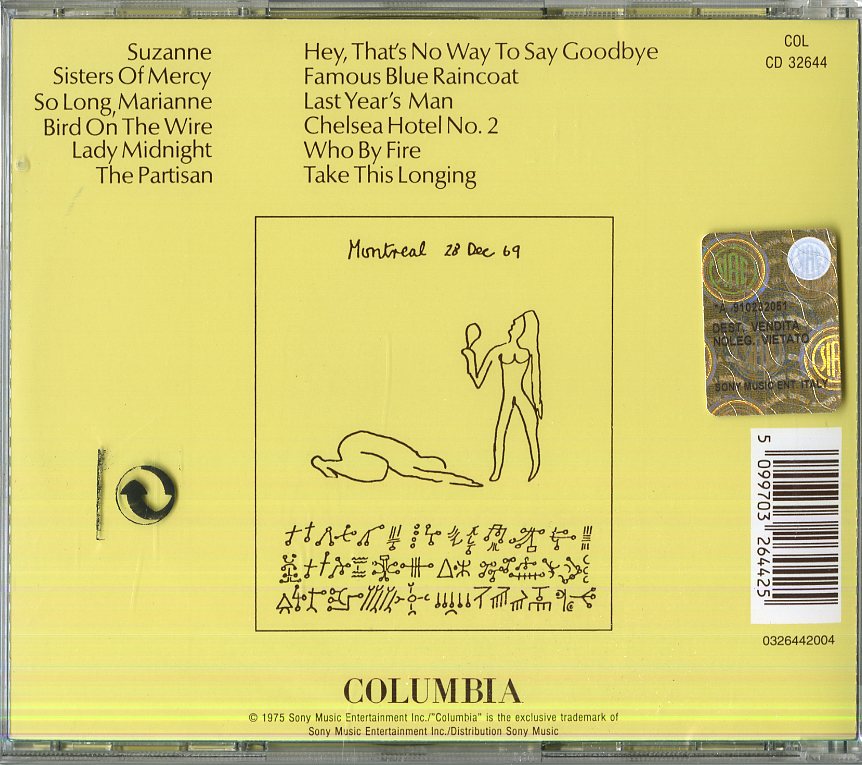 Suzanne
Sisters Of Mercy
So Long, Marianne
Bird On The Wire
Lady Midnight
The Partisan
Hey, That's No Way To Say Goodbye
Famous Blue Raincoat
Last Year's Man
Chelsea Hotel No. 2
Who By Fire
Take This Longing
COL
CD 32644
Montreal 28 Dec 69
SIAE
*A 910232051
DEST. VENDITA
NOLEG. VIETATO
SONY MUSIC ENT. ITALY
5 099703 264425
0326442004
COLUMBIA
© 1975 Sony Music Entertainment Inc./"Columbia" is the exclusive trademark of
Sony Music Entertainment Inc./Distribution Sony Music